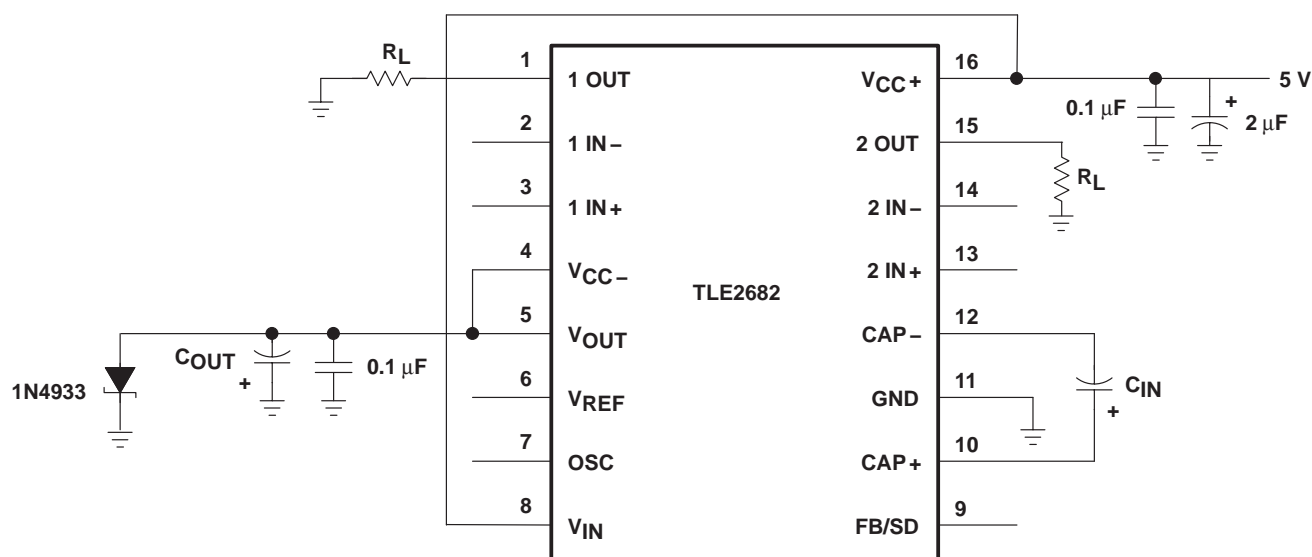 RL
1
1 OUT
2
1 IN−
3
1 IN+
4
VCC−
5
VOUT
6
VREF
7
OSC
8
VIN
TLE2682
16
VCC+
15
2 OUT
14
2 IN−
13
2 IN+
12
CAP−
11
GND
10
CAP+
9
FB/SD
5 V
0.1 μF
+
2 μF
RL
CIN
+
COUT
+
0.1 μF
1N4933